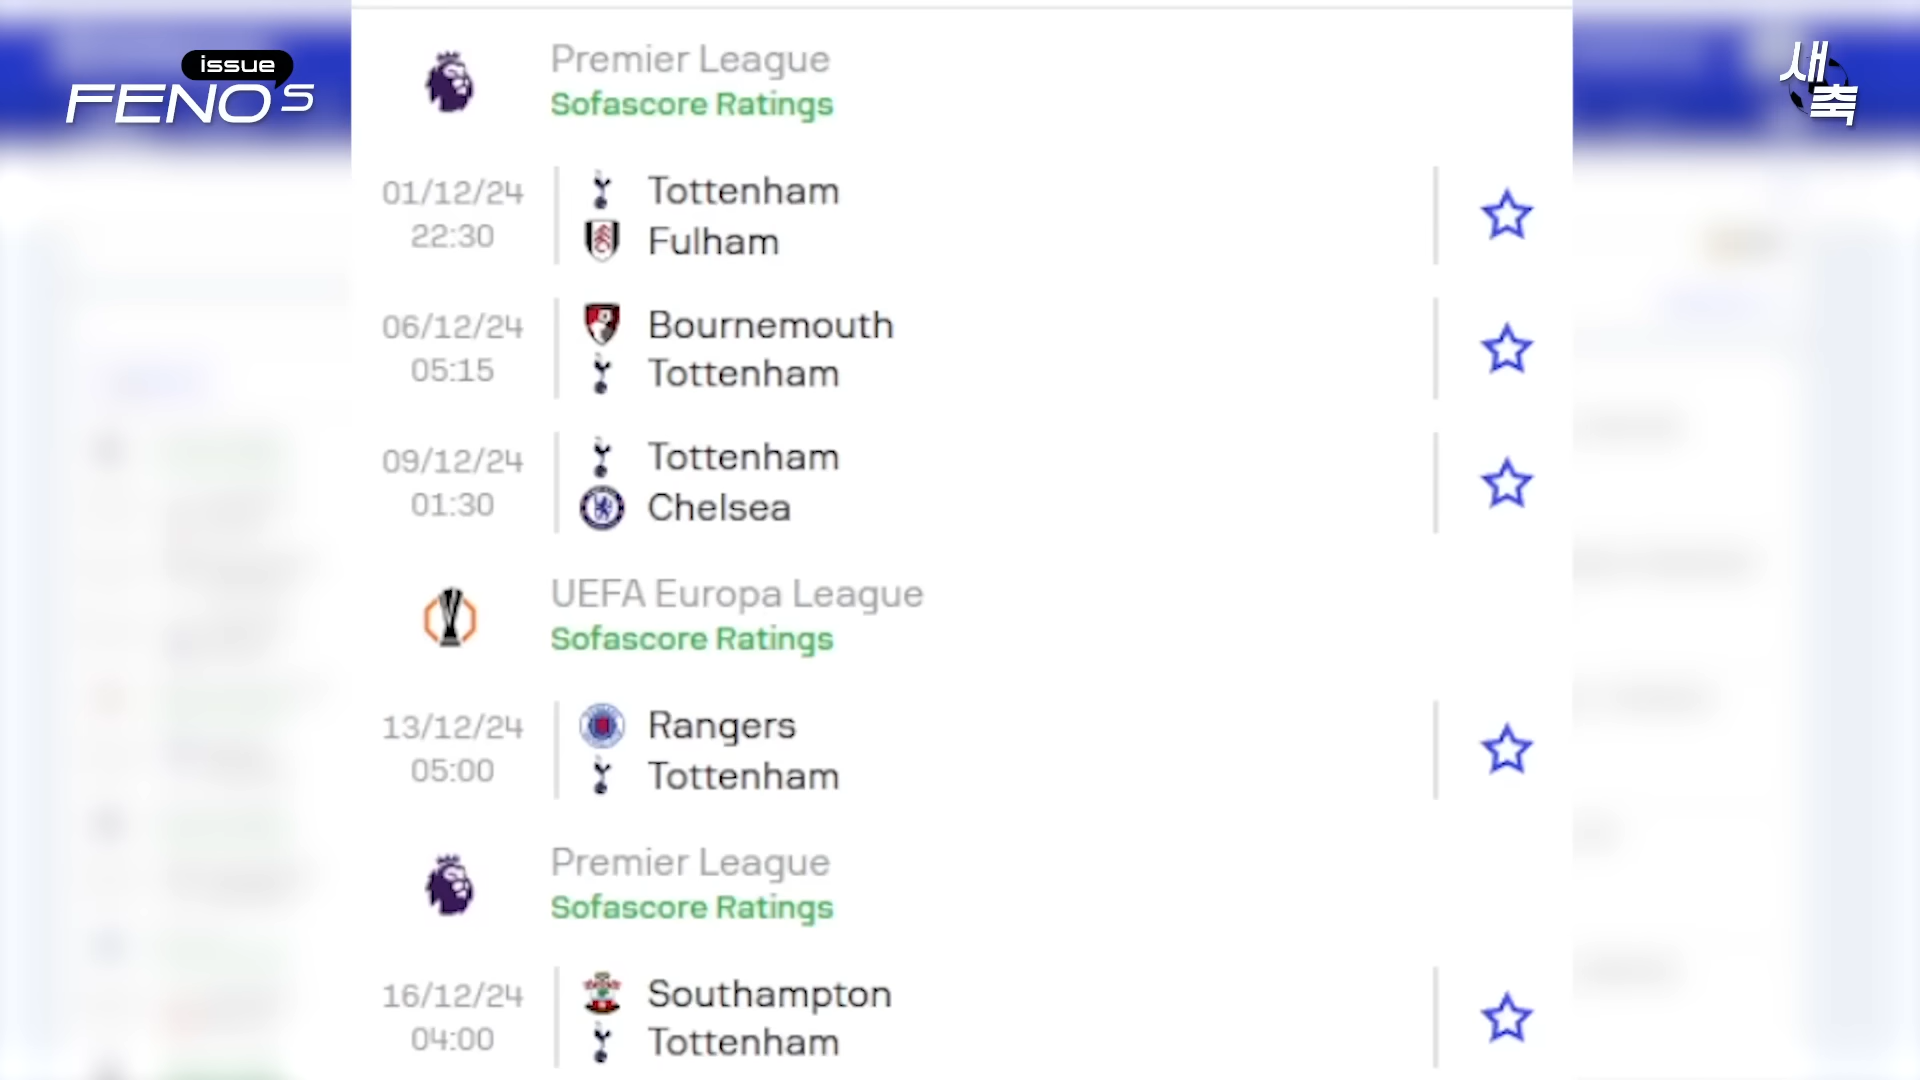 issue
FENO5
새축
Premier League
Sofascore Ratings
01/12/24
22:30
Tottenham
Fulham
06/12/24
05:15
Bournemouth
Tottenham
09/12/24
01:30
Tottenham
Chelsea
UEFA Europa League
Sofascore Ratings
13/12/24
05:00
Rangers
Tottenham
Premier League
Sofascore Ratings
16/12/24
04:00
Southampton
Tottenham